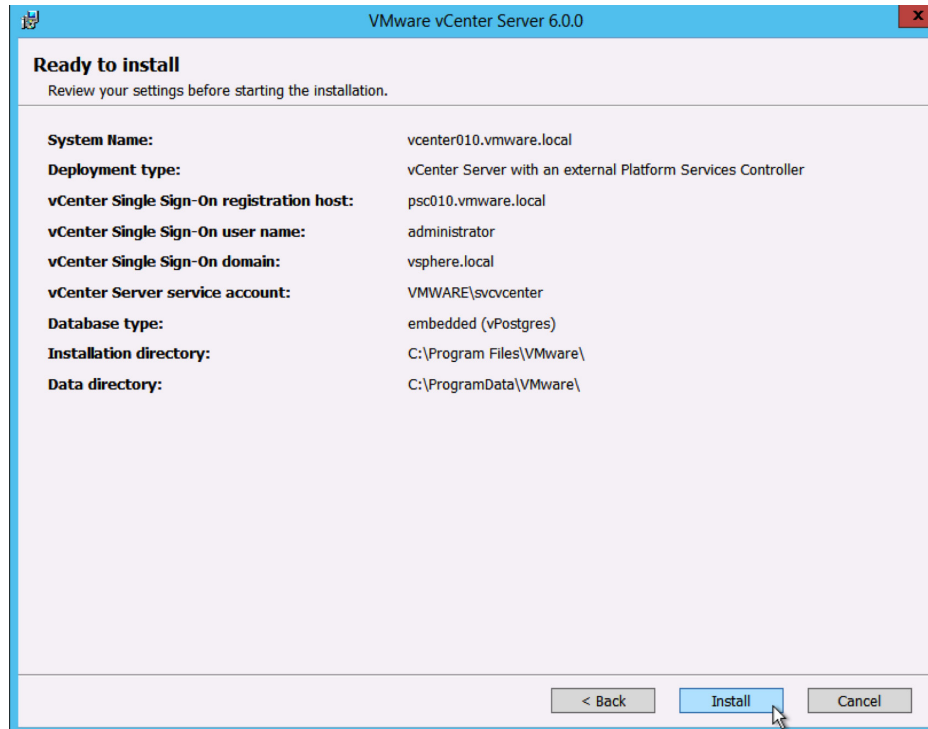 VMware vCenter Server 6.0.0
x
Ready to install
Review your settings before starting the installation.
System Name: vcenter010.vmware.local
Deployment type: vCenter Server with an external Platform Services Controller
vCenter Single Sign-On registration host: psc010.vmware.local
vCenter Single Sign-On user name: administrator
vCenter Single Sign-On domain: vsphere.local
vCenter Server service account: VMWARE\svcvcenter
Database type: embedded (vPostgres)
Installation directory: C:\Program Files\VMware\
Data directory: C:\ProgramData\VMware\
< Back Install Cancel